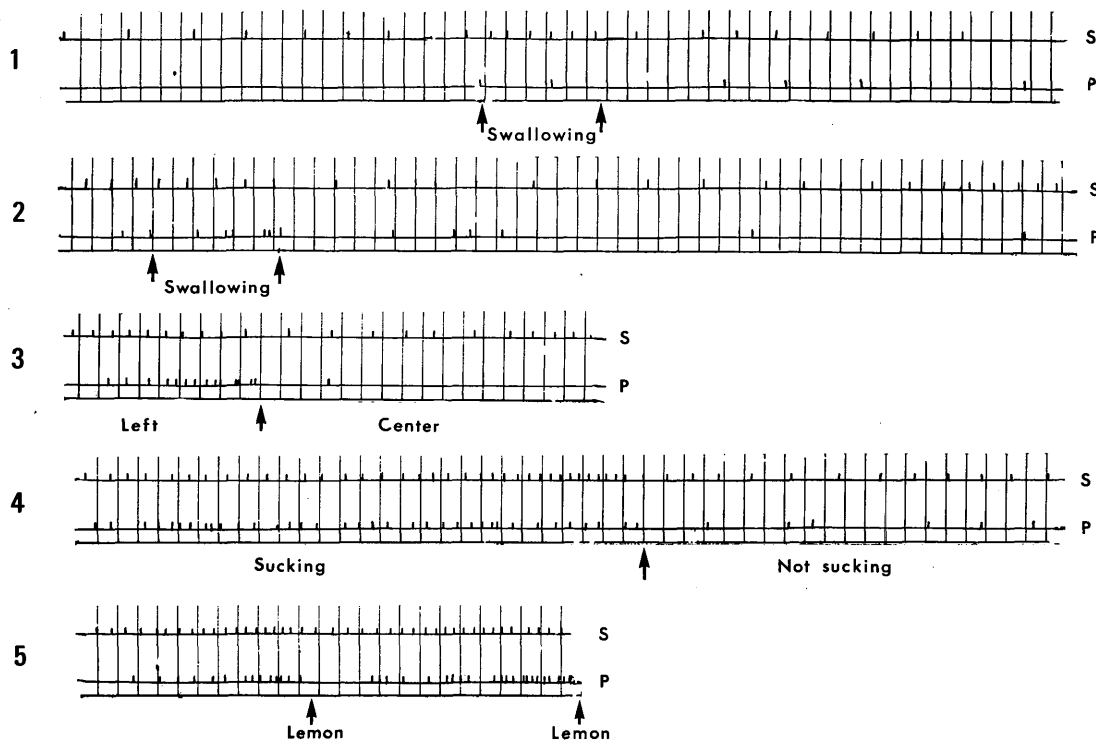 S
1
P
Swallowing
S
2
P
Swallowing
S
3
P
Left Center
S
4
P
Sucking Not sucking
S
5
P
Lemon Lemon